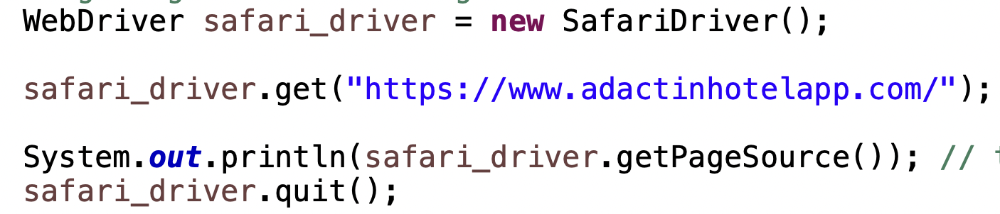 WebDriver safari_driver = new SafariDriver();
safari_driver.get("https://www.adactinhotelapp.com/");
System.out.println(safari_driver.getPageSource()); //
safari_driver.quit();